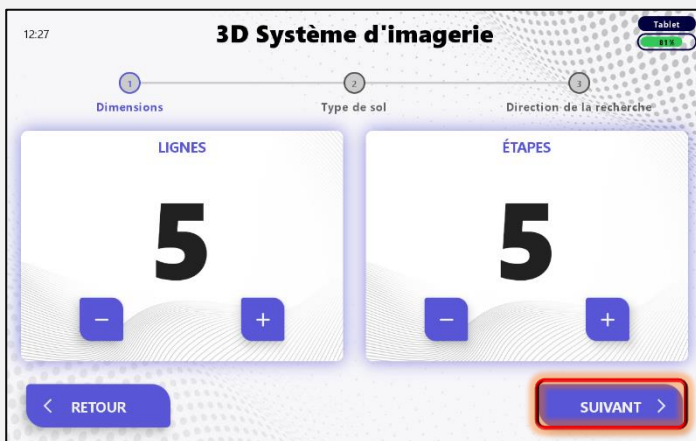 12:27
3D Système d'imagerie
Tablet
81%
1
2
3
Dimensions
Type de sol
Direction de la recherche
LIGNES
ÉTAPES
5
5
−
+
−
+
RETOUR
SUIVANT